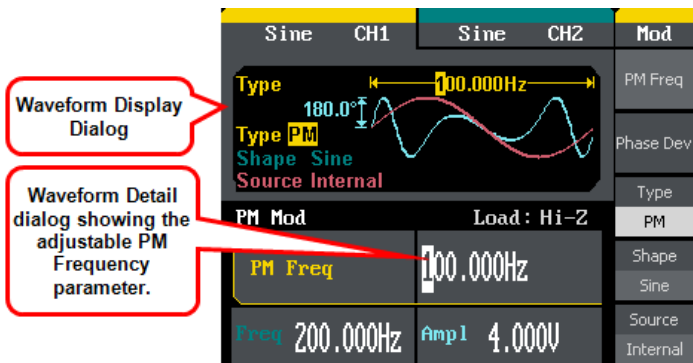 Sine CH1
Sine CH2
Mod
Waveform Display
Dialog
Type
100.000Hz
180.0°
Type PM
Shape Sine
Source Internal
Waveform Detail
dialog showing the
adjustable PM
Frequency
parameter.
PM Mod
Load: Hi-Z
PM Freq
100.000Hz
Freq 200.000Hz
Ampl 4.000V
PM Freq
Phase Dev
Type
PM
Shape
Sine
Source
Internal